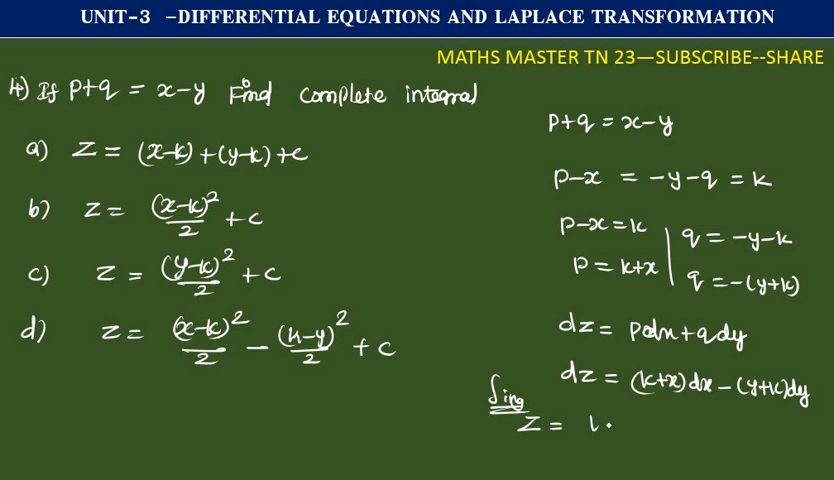 UNIT-3 -DIFFERENTIAL EQUATIONS AND LAPLACE TRANSFORMATION
MATHS MASTER TN 23—SUBSCRIBE--SHARE
4) If p+q = x-y Find complete integral
a) Z = (x-k)+(y-k)+c
b) z = (x-k)²/2 + c
c) z = (y-k)²/2 + c
d) z = (x-k)²/2 - (k-y)²/2 + c
p+q = x-y
p-x = -y-q = k
p-x = k
p = k+x
q = -y-k
q = -(y+k)
dz = pdx+qdy
dz = (k+x)dx-(y+k)dy
∫ing
Z =